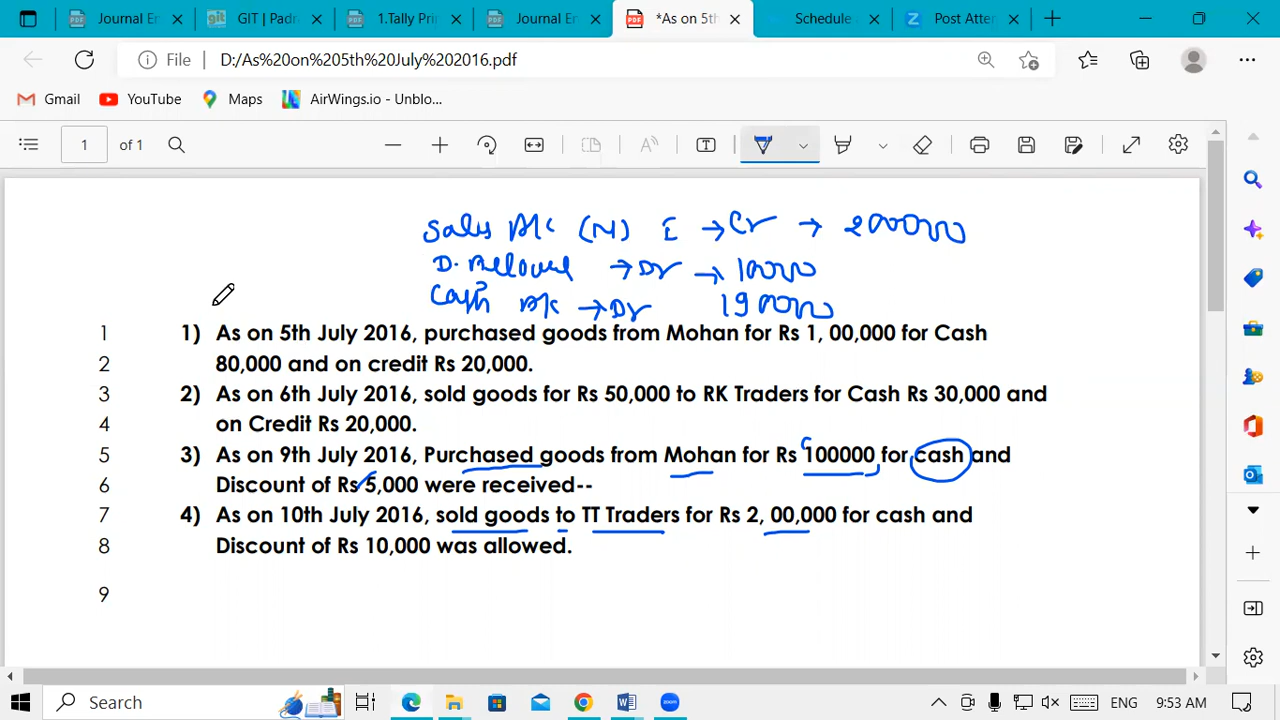 Journal En
GIT | Padr
1.Tally Pri
Journal En
*As on 5th
Schedule
Post Atter
File D:/As%20on%205th%20July%202016.pdf
Gmail YouTube Maps AirWings.io - Unblo...
1 of 1
Sales A/c (N) I → Cr → 200000
D. Allowed → Dr → 10000
Cash A/c → Dr 190000
1 1) As on 5th July 2016, purchased goods from Mohan for Rs 1, 00,000 for Cash
2 80,000 and on credit Rs 20,000.
3 2) As on 6th July 2016, sold goods for Rs 50,000 to RK Traders for Cash Rs 30,000 and
4 on Credit Rs 20,000.
5 3) As on 9th July 2016, Purchased goods from Mohan for Rs 100000 for cash and
6 Discount of Rs 5,000 were received--
7 4) As on 10th July 2016, sold goods to TT Traders for Rs 2, 00,000 for cash and
8 Discount of Rs 10,000 was allowed.
9
Search
zoom
ENG 9:53 AM